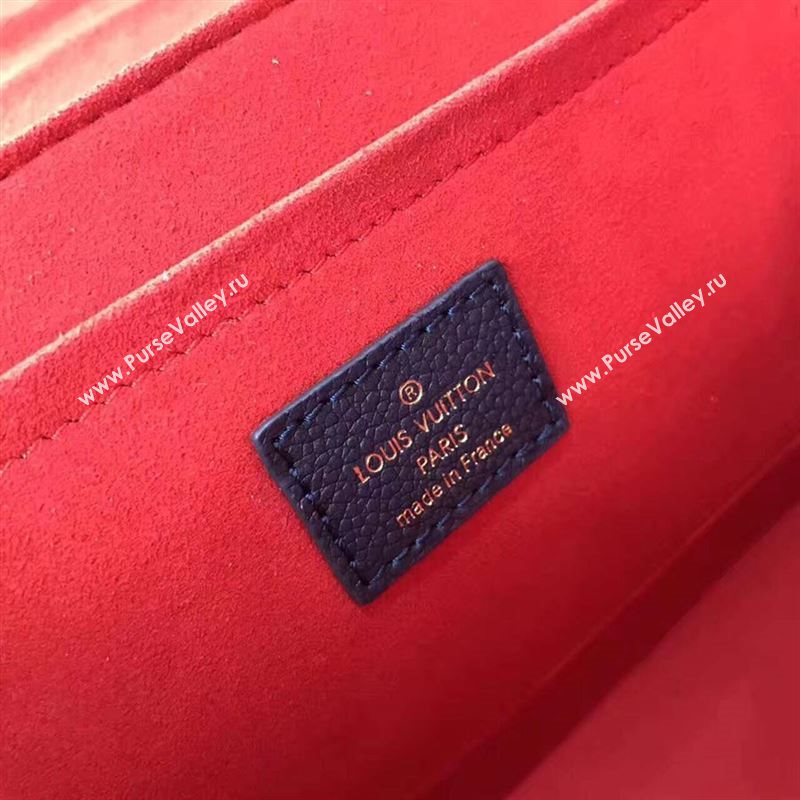 ®
LOUIS VUITTON
PARIS
made in France
www.PurseValley.ru
www.PurseValley.ru